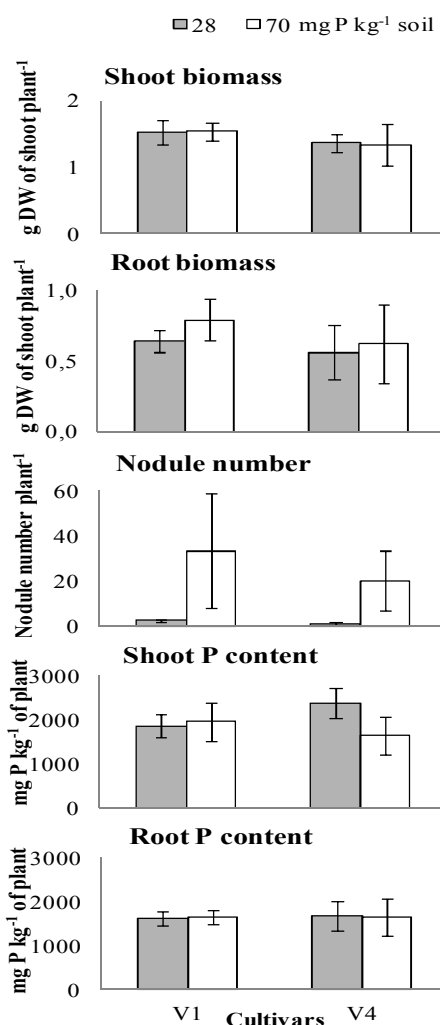 28 70 mg P kg⁻¹ soil
Shoot biomass
g DW of shoot plant⁻¹
2
1
0
Root biomass
g DW of shoot plant⁻¹
1,0
0,5
0,0
Nodule number
Nodule number plant⁻¹
60
40
20
0
Shoot P content
mg P kg⁻¹ of plant
3000
2000
1000
0
Root P content
mg P kg⁻¹ of plant
3000
2000
1000
0
V1 V4
Cultivars